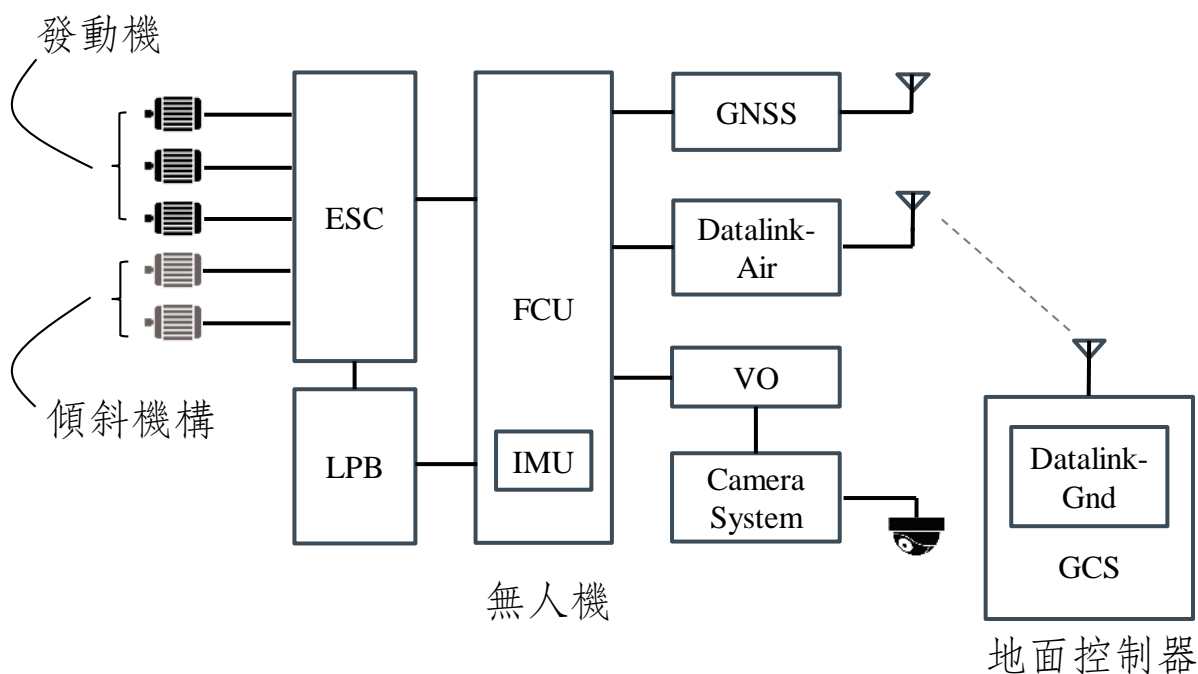 發動機
GNSS
ESC
Datalink-
Air
FCU
VO
傾斜機構
LPB
IMU
Camera
System
Datalink-
Gnd
GCS
無人機
地面控制器